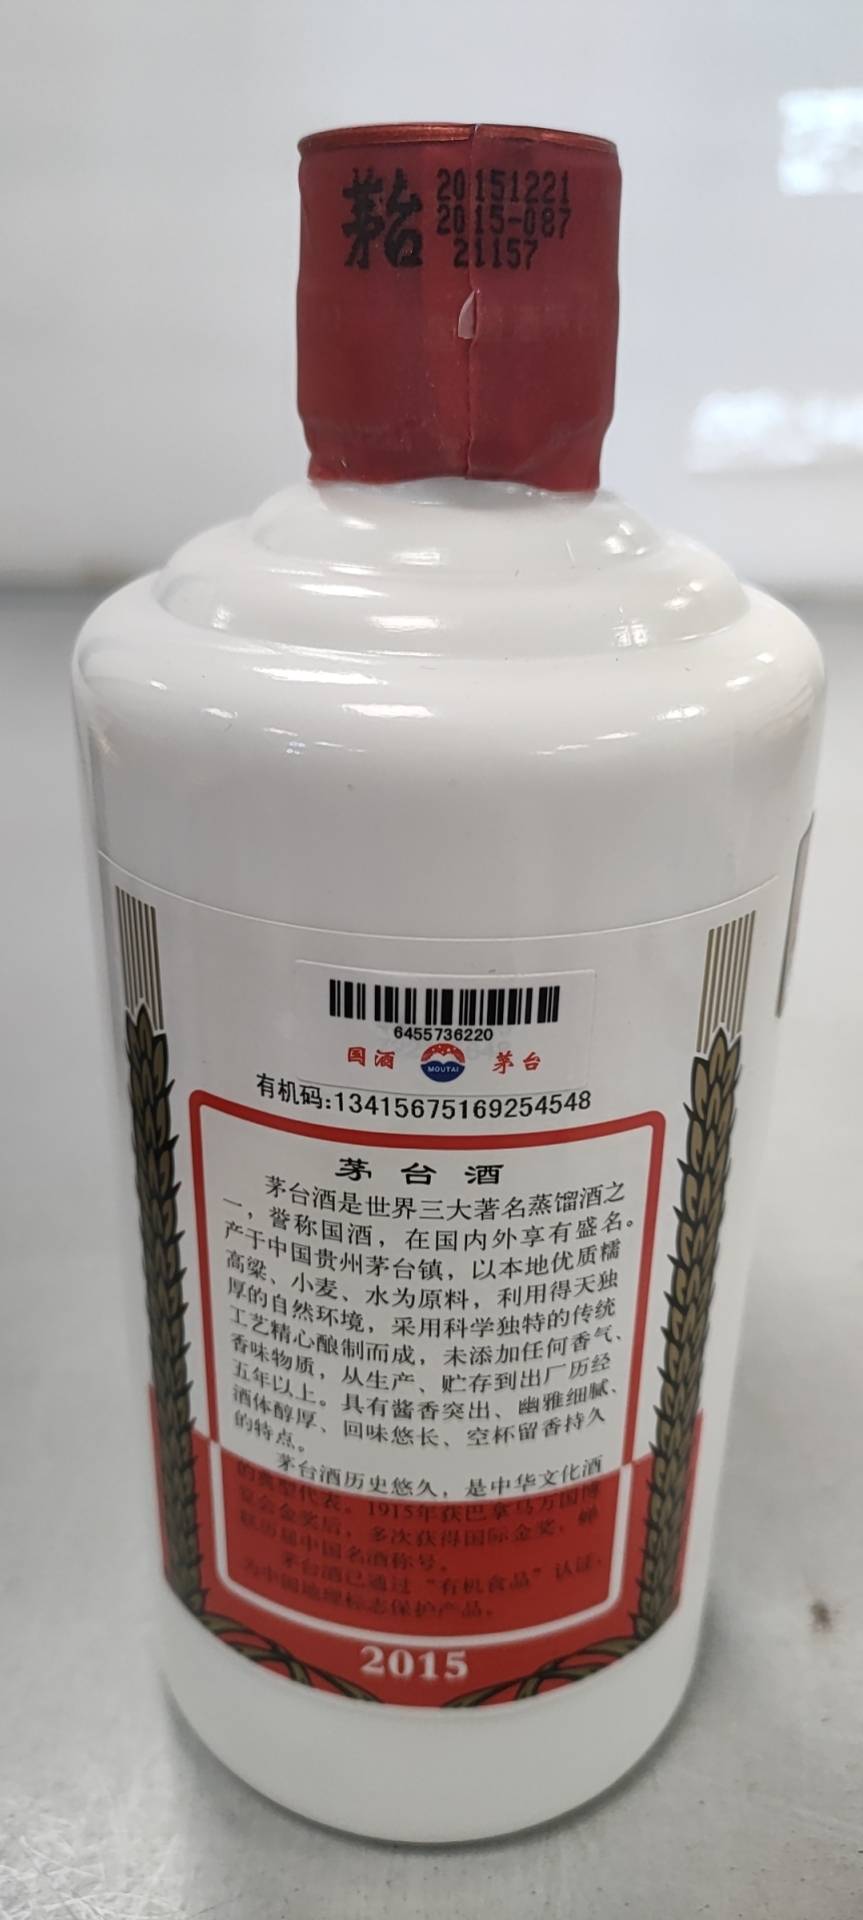 茅台
20151221
2015-087
21157
6455736220
国酒 MOUTAI 茅台
有机码:13415675169254548
茅台酒
茅台酒是世界三大著名蒸馏酒之
一，誉称国酒，在国内外享有盛名。
产于中国贵州茅台镇，以本地优质糯
高粱、小麦、水为原料，利用得天独
厚的自然环境，采用科学独特的传统
工艺精心酿制而成，未添加任何香气、
香味物质，从生产、贮存到出厂历经
五年以上。具有酱香突出、幽雅细腻、
酒体醇厚、回味悠长、空杯留香持久
的特点。
茅台酒历史悠久，是中华文化酒
的典型代表。1915年获巴拿马万国博
览会金奖后，多次获得国际金奖，蝉
联历届中国名酒称号。
茅台酒已通过“有机食品”认证，
为中国地理标志保护产品。
2015